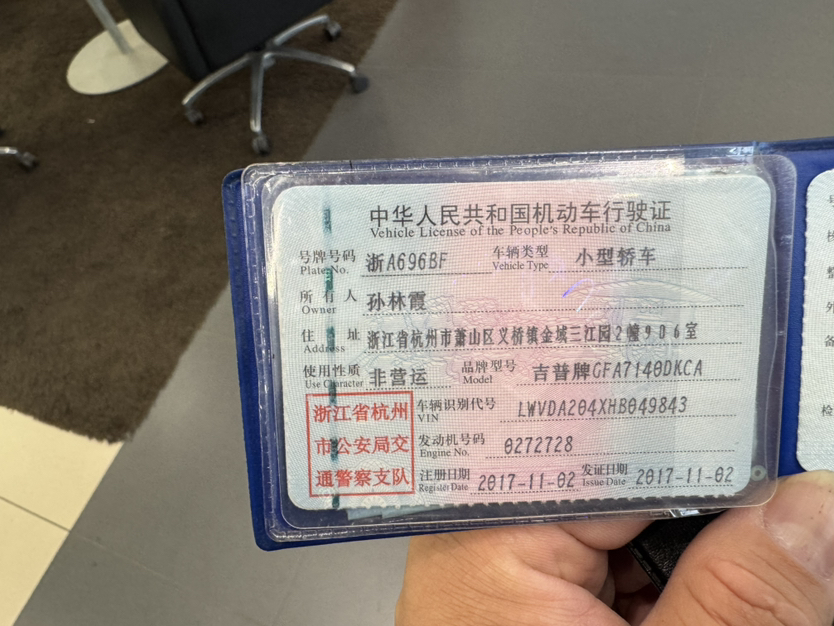 中华人民共和国机动车行驶证
Vehicle License of the People's Republic of China
号牌号码 浙A696BF 车辆类型 小型轿车
Plate No. Vehicle Type
所有人 孙林霞
Owner
住址 浙江省杭州市萧山区义桥镇金域三江园2幢906室
Address
使用性质 非营运 品牌型号 吉普牌GFA7140DKCA
Use Character Model
浙江省杭州 车辆识别代号 LWVDA204XHB049843
VIN
市公安局交 发动机号码 0272728
Engine No.
通警察支队 注册日期 2017-11-02 发证日期 2017-11-02
Register Date Issue Date